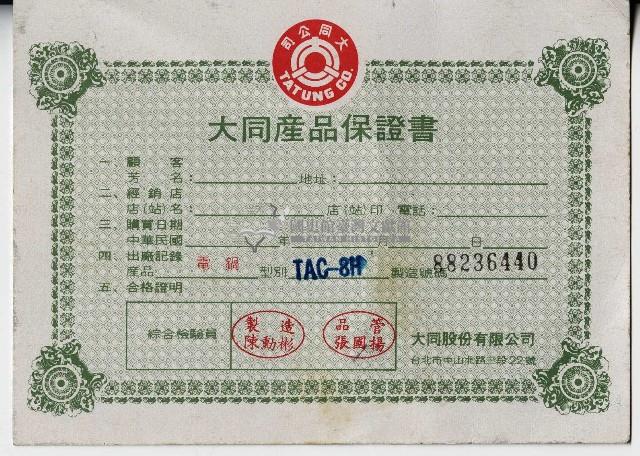 大同公司
TATUNG CO.
大同產品保證書
一、顧客
芳名：　地址：
二、經銷店
店(站)名：　店(站)印　電話：
三、購買日期
中華民國　年　月　日
四、出廠記錄
產品　電鍋　型別　TAC-8H　製造號碼　88236440
五、合格證明
綜合檢驗員　製造　陳勳彬　品管　張國揚
大同股份有限公司
台北市中山北路三段22號